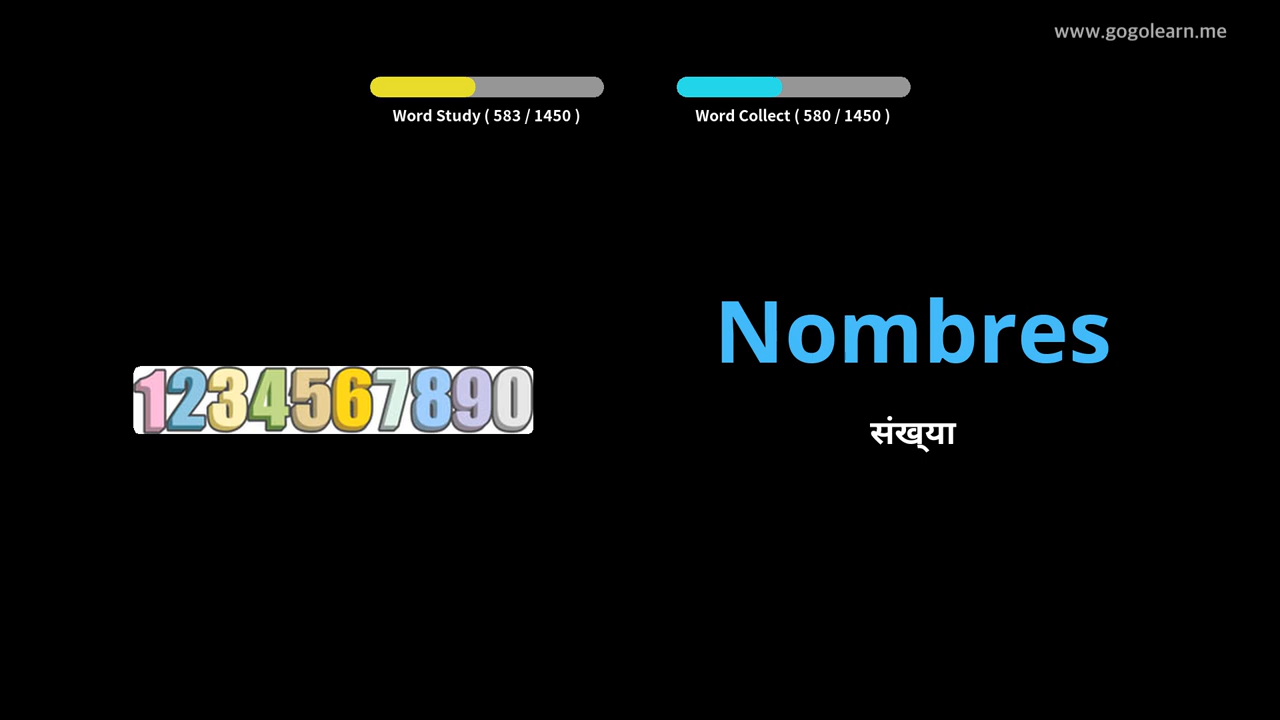 www.gogolearn.me
Word Study ( 583 / 1450 )
Word Collect ( 580 / 1450 )
Nombres
1234567890
संख्या